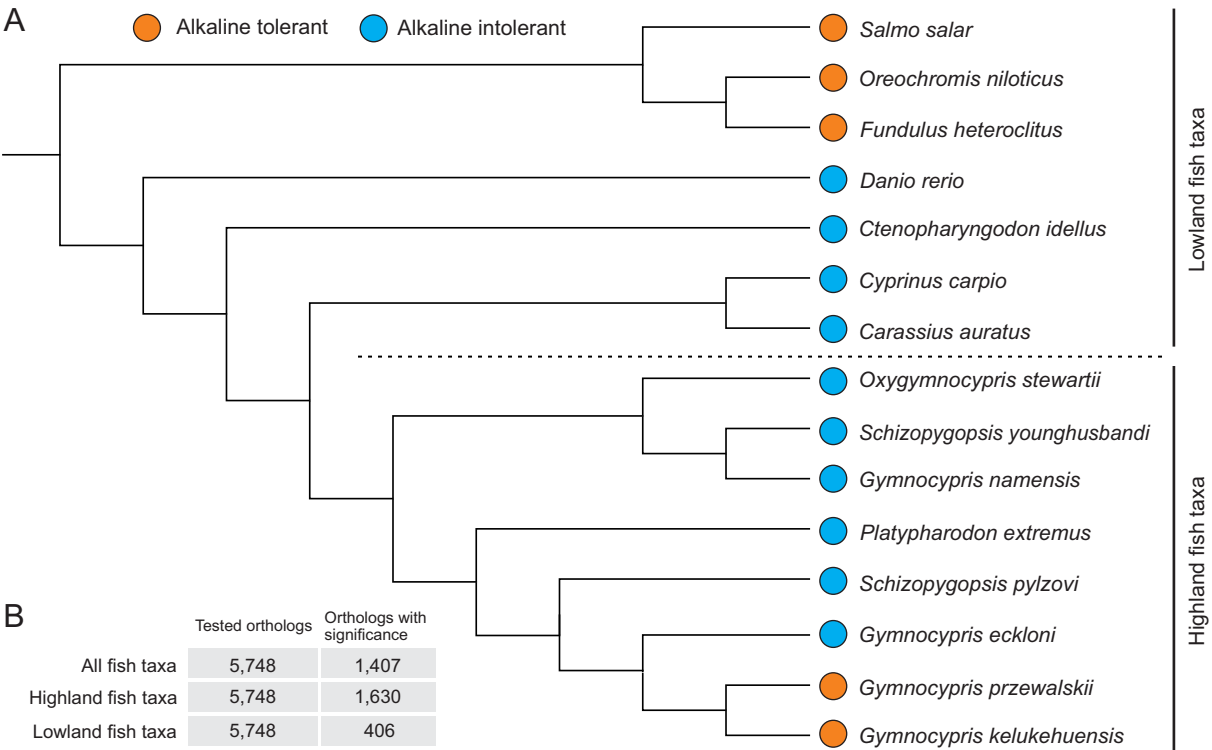 A
Alkaline tolerant
Alkaline intolerant
Salmo salar
Oreochromis niloticus
Fundulus heteroclitus
Danio rerio
Ctenopharyngodon idellus
Cyprinus carpio
Carassius auratus
Lowland fish taxa
Oxygymnocypris stewartii
Schizopygopsis younghusbandi
Gymnocypris namensis
Platypharodon extremus
Schizopygopsis pylzovi
Gymnocypris eckloni
Gymnocypris przewalskii
Gymnocypris kelukehuensis
Highland fish taxa
B
Tested orthologs
Orthologs with
significance
All fish taxa 5,748 1,407
Highland fish taxa 5,748 1,630
Lowland fish taxa 5,748 406